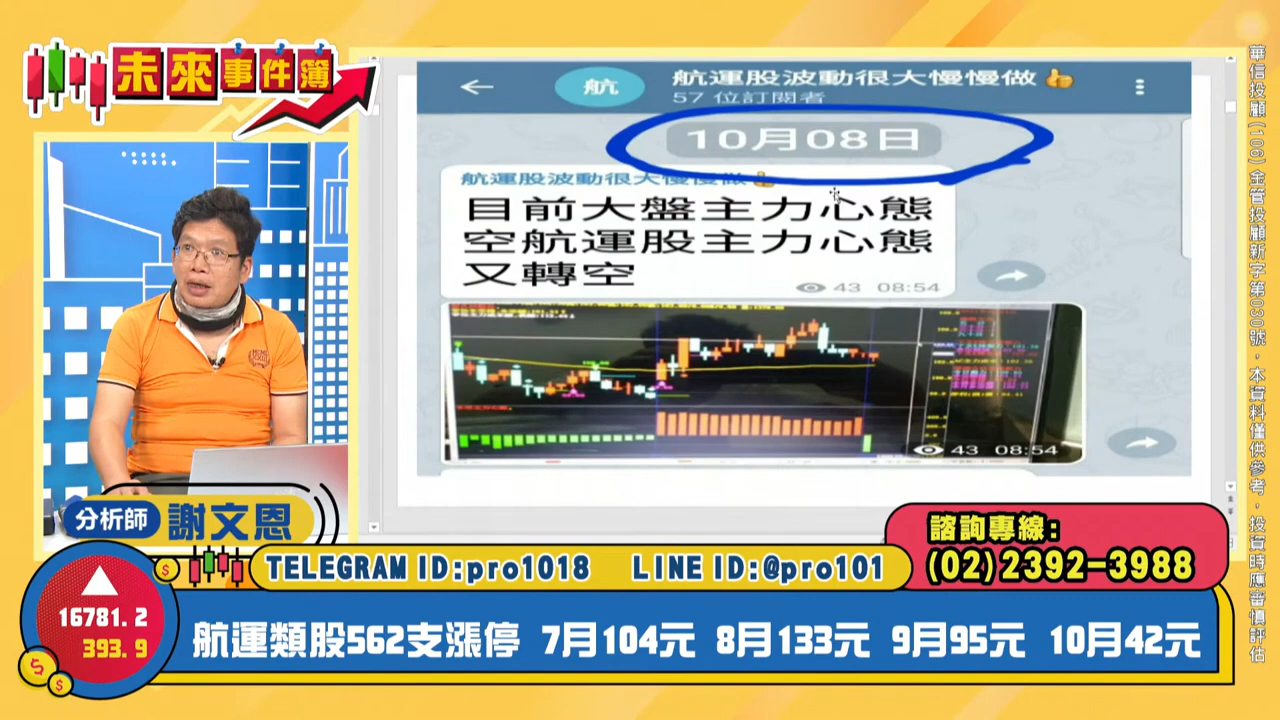 未來事件簿
航
航運股波動很大慢慢做👍
57 位訂閱者
10月08日
航運股波動很大慢慢做👍
目前大盤主力心態
空航運股主力心態
又轉空
43 08:54
43 08:54
分析師 謝文恩
TELEGRAM ID:pro1018 LINE ID:@pro101
諮詢專線:
(02)2392-3988
16781.2
393.9
航運類股562支漲停 7月104元 8月133元 9月95元 10月42元
華信投顧(106)金管投顧新字第030號,本資料僅供參考,投資時應審慎評估